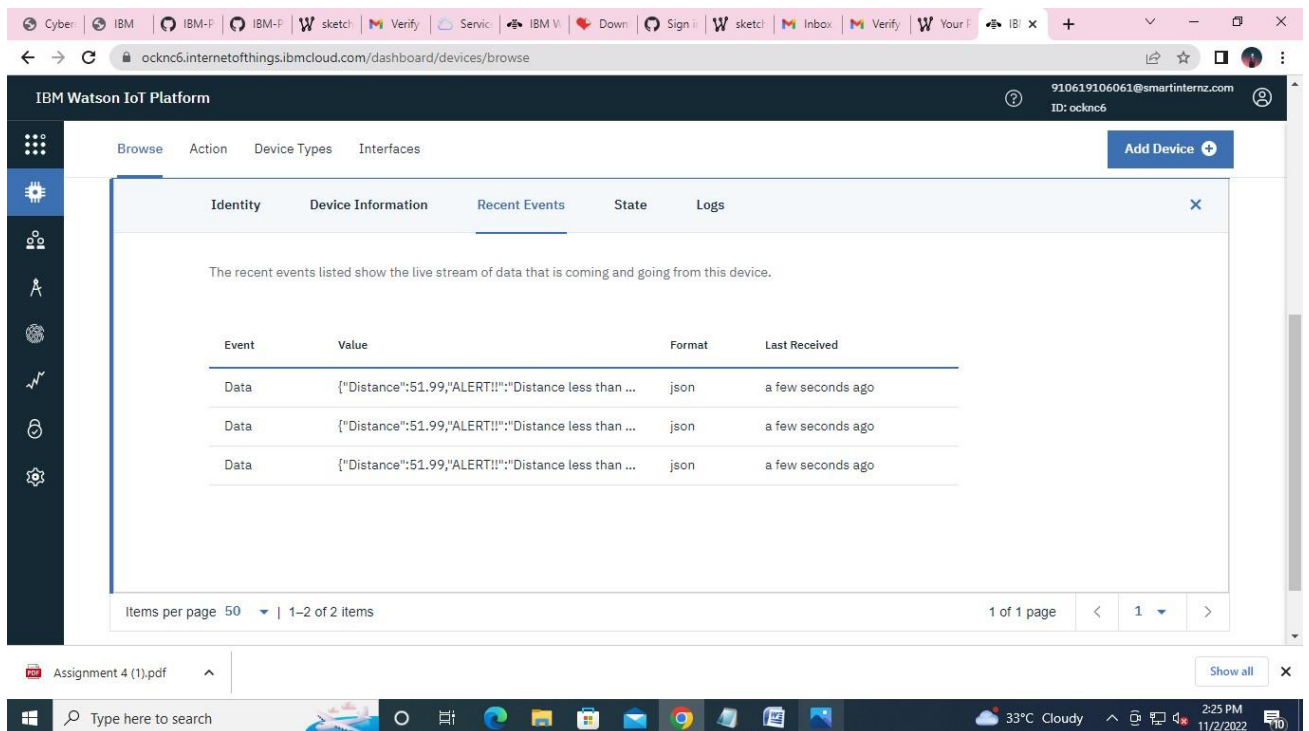 Cyber IBM IBM-P IBM-P sketch Verify Servic IBM W Down Sign i sketch Inbox Verify Your F IBI
ocknc6.internetofthings.ibmcloud.com/dashboard/devices/browse
IBM Watson IoT Platform
910619106061@smartinternz.com
ID: ocknc6
Browse Action Device Types Interfaces Add Device
Identity Device Information Recent Events State Logs
The recent events listed show the live stream of data that is coming and going from this device.
Event Value Format Last Received
Data {"Distance":51.99,"ALERT!!":"Distance less than ... json a few seconds ago
Data {"Distance":51.99,"ALERT!!":"Distance less than ... json a few seconds ago
Data {"Distance":51.99,"ALERT!!":"Distance less than ... json a few seconds ago
Items per page 50 | 1–2 of 2 items 1 of 1 page < 1 >
Assignment 4 (1).pdf Show all
Type here to search 33°C Cloudy 2:25 PM
11/2/2022